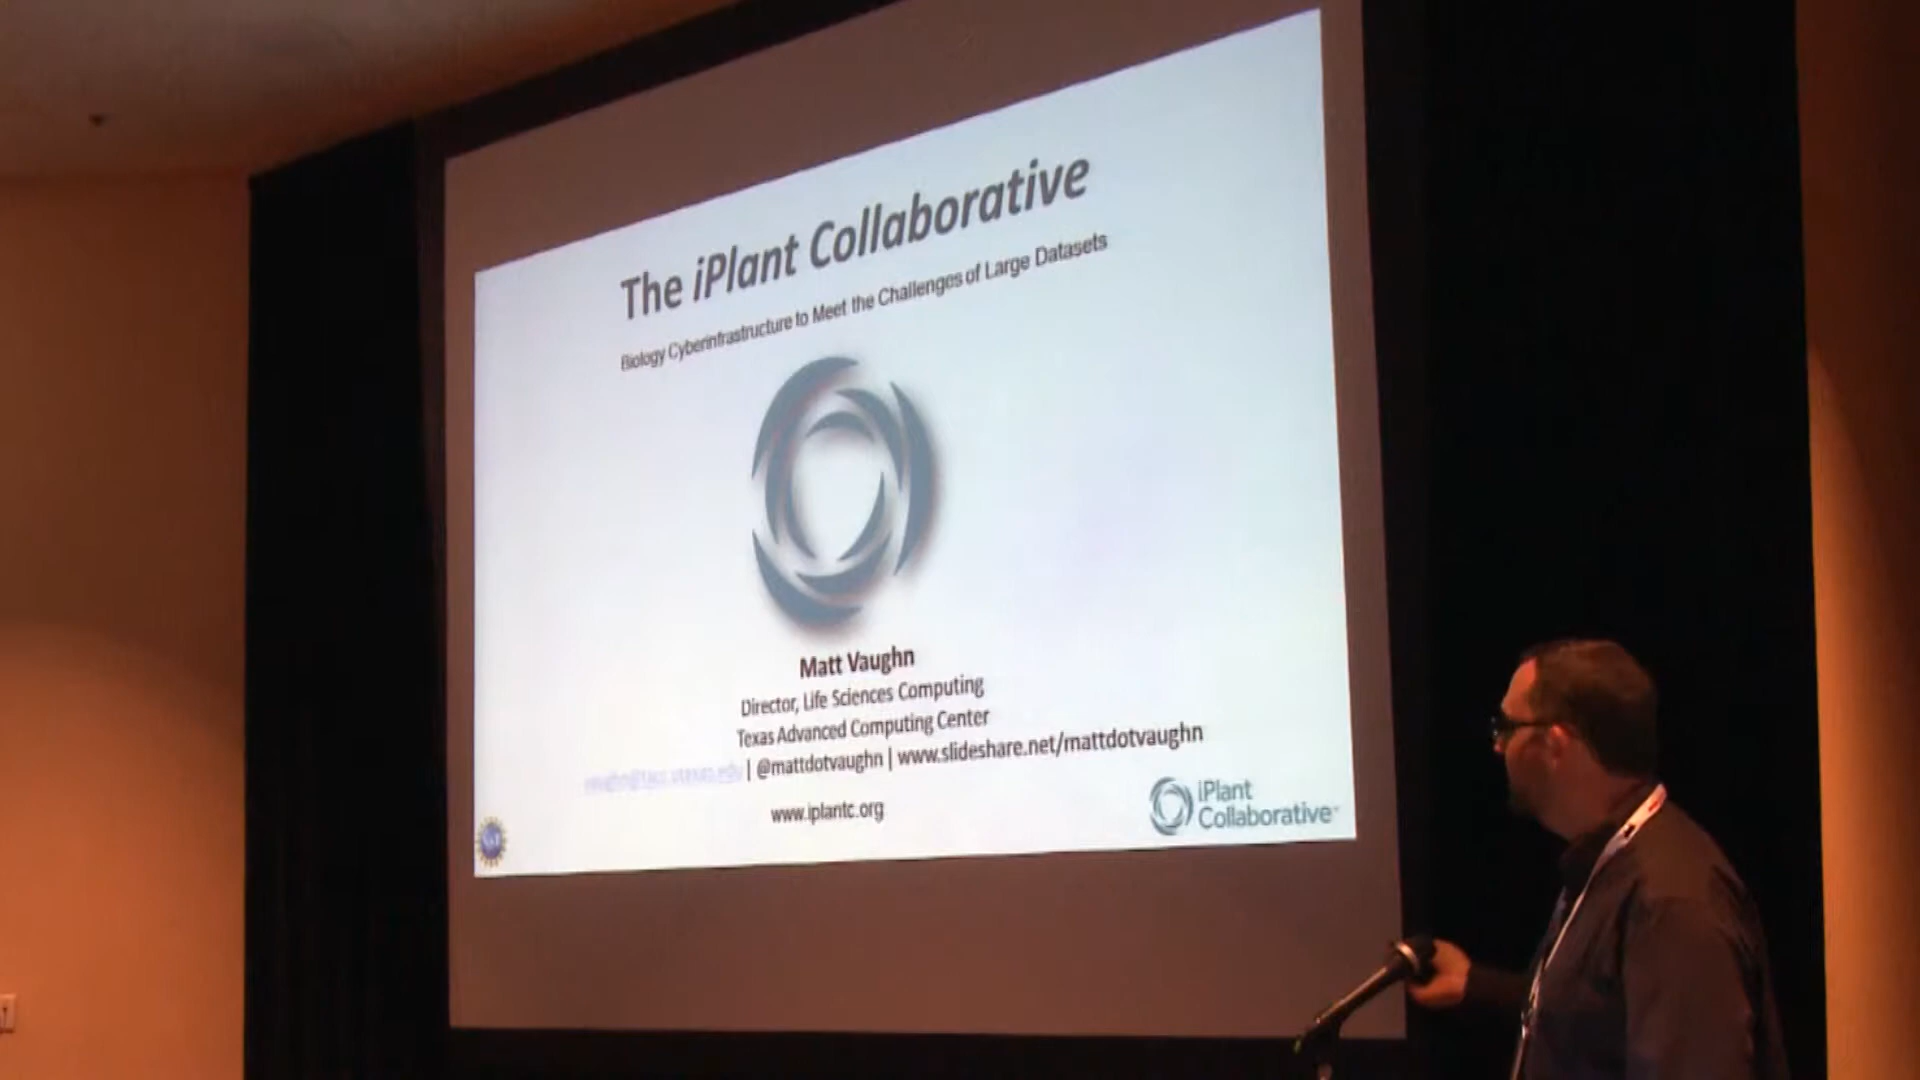 The iPlant Collaborative
Biology Cyberinfrastructure to Meet the Challenges of Large Datasets
Matt Vaughn
Director, Life Sciences Computing
Texas Advanced Computing Center
| @mattdotvaughn | www.slideshare.net/mattdotvaughn
www.iplantc.org
iPlant
Collaborative